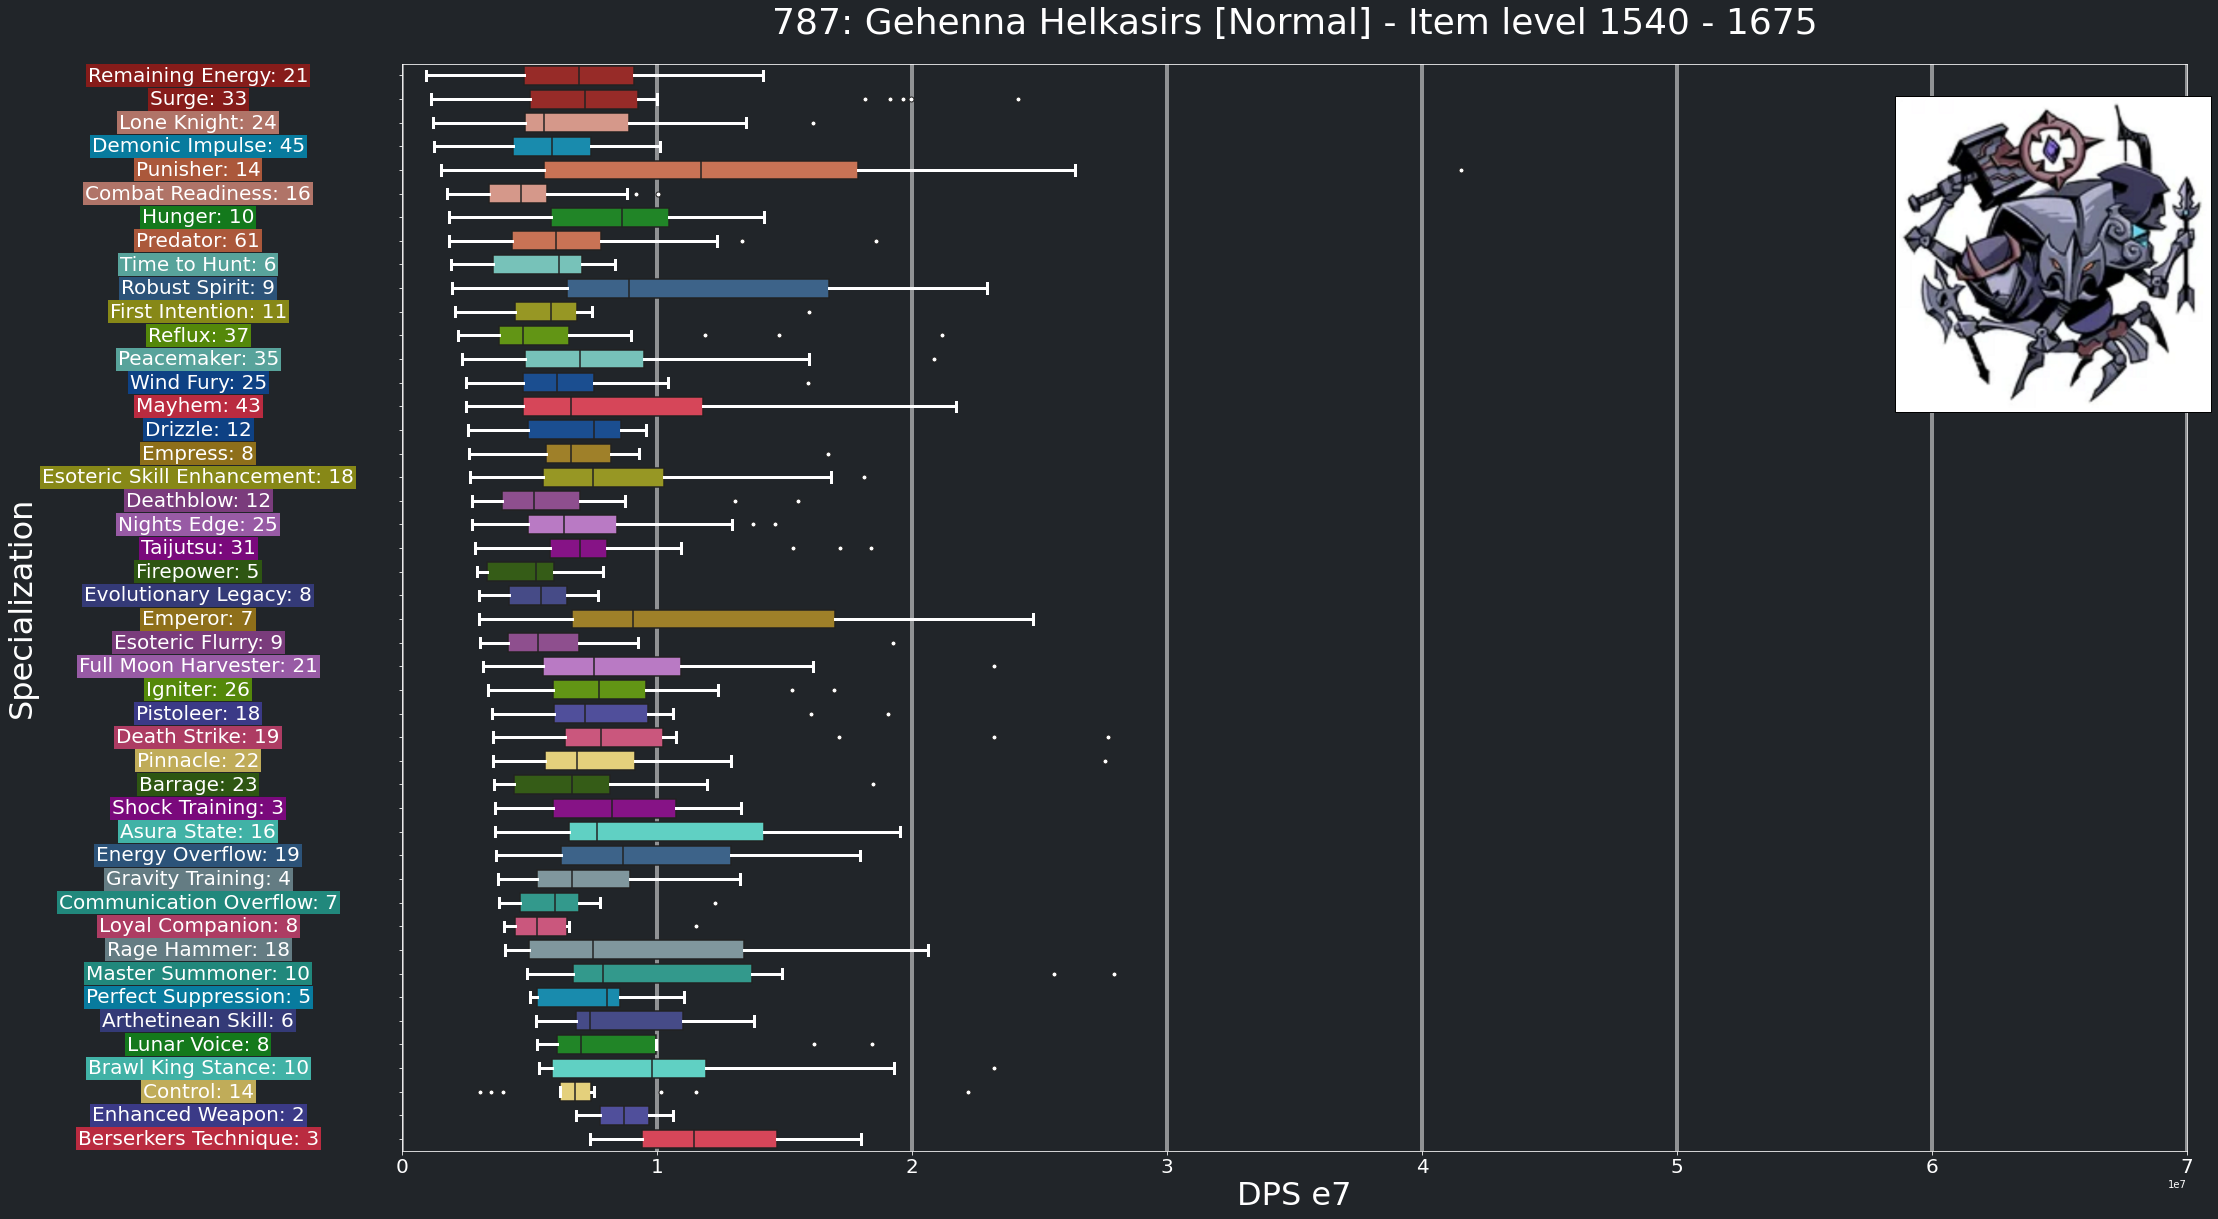 787: Gehenna Helkasirs [Normal] - Item level 1540 - 1675
Remaining Energy: 21
Surge: 33
Lone Knight: 24
Demonic Impulse: 45
Punisher: 14
Combat Readiness: 16
Hunger: 10
Predator: 61
Time to Hunt: 6
Robust Spirit: 9
First Intention: 11
Reflux: 37
Peacemaker: 35
Wind Fury: 25
Mayhem: 43
Drizzle: 12
Empress: 8
Esoteric Skill Enhancement: 18
Deathblow: 12
Nights Edge: 25
Taijutsu: 31
Firepower: 5
Evolutionary Legacy: 8
Emperor: 7
Esoteric Flurry: 9
Full Moon Harvester: 21
Igniter: 26
Pistoleer: 18
Death Strike: 19
Pinnacle: 22
Barrage: 23
Shock Training: 3
Asura State: 16
Energy Overflow: 19
Gravity Training: 4
Communication Overflow: 7
Loyal Companion: 8
Rage Hammer: 18
Master Summoner: 10
Perfect Suppression: 5
Arthetinean Skill: 6
Lunar Voice: 8
Brawl King Stance: 10
Control: 14
Enhanced Weapon: 2
Berserkers Technique: 3
Specialization
0 1 2 3 4 5 6 7
1e7
DPS e7